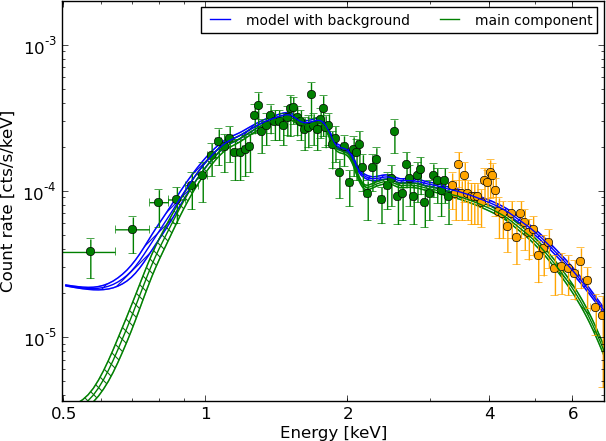 model with background
main component
10^-3
10^-4
10^-5
Count rate [cts/s/keV]
0.5
1
2
4
6
Energy [keV]